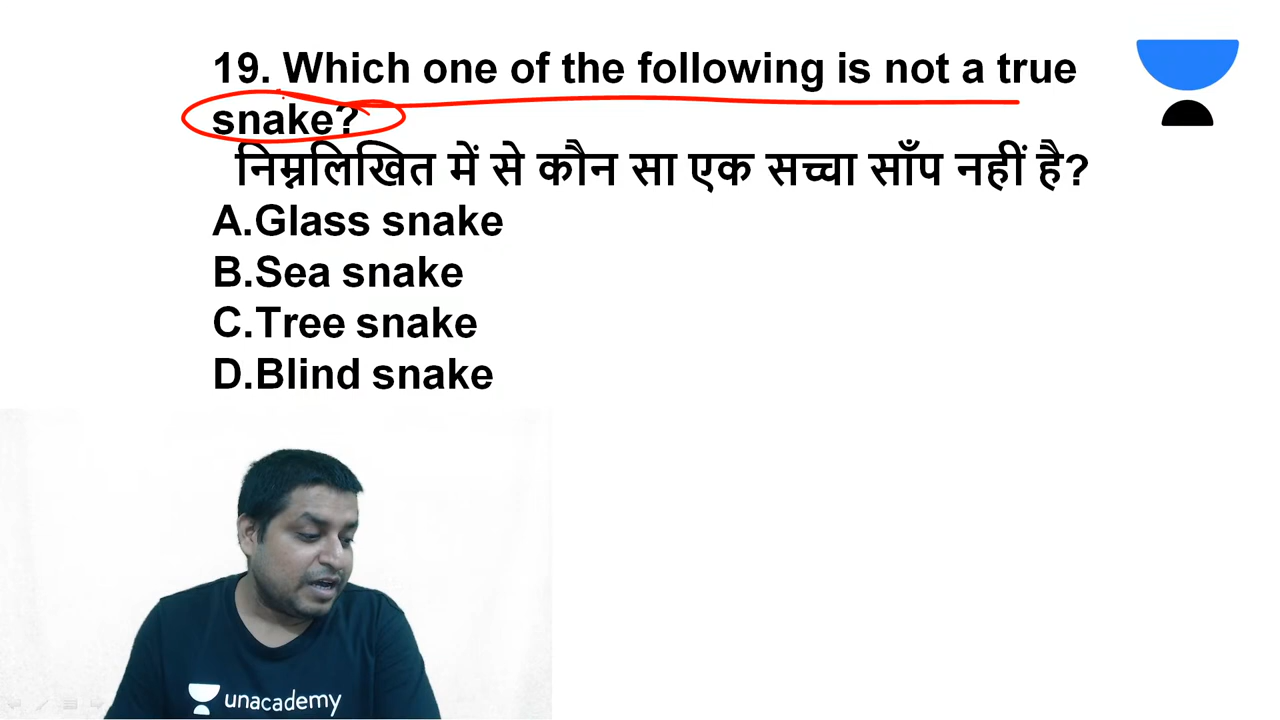 19. Which one of the following is not a true
snake?
निम्नलिखित में से कौन सा एक सच्चा साँप नहीं है?
A.Glass snake
B.Sea snake
C.Tree snake
D.Blind snake
unacademy